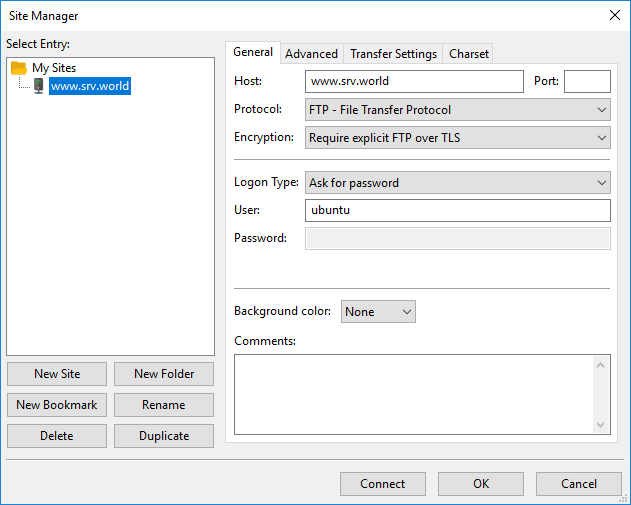 Site Manager
Select Entry:
My Sites
www.srv.world
New Site
New Folder
New Bookmark
Rename
Delete
Duplicate
General
Advanced
Transfer Settings
Charset
Host:
www.srv.world
Port:
Protocol:
FTP - File Transfer Protocol
Encryption:
Require explicit FTP over TLS
Logon Type:
Ask for password
User:
ubuntu
Password:
Background color:
None
Comments:
Connect
OK
Cancel